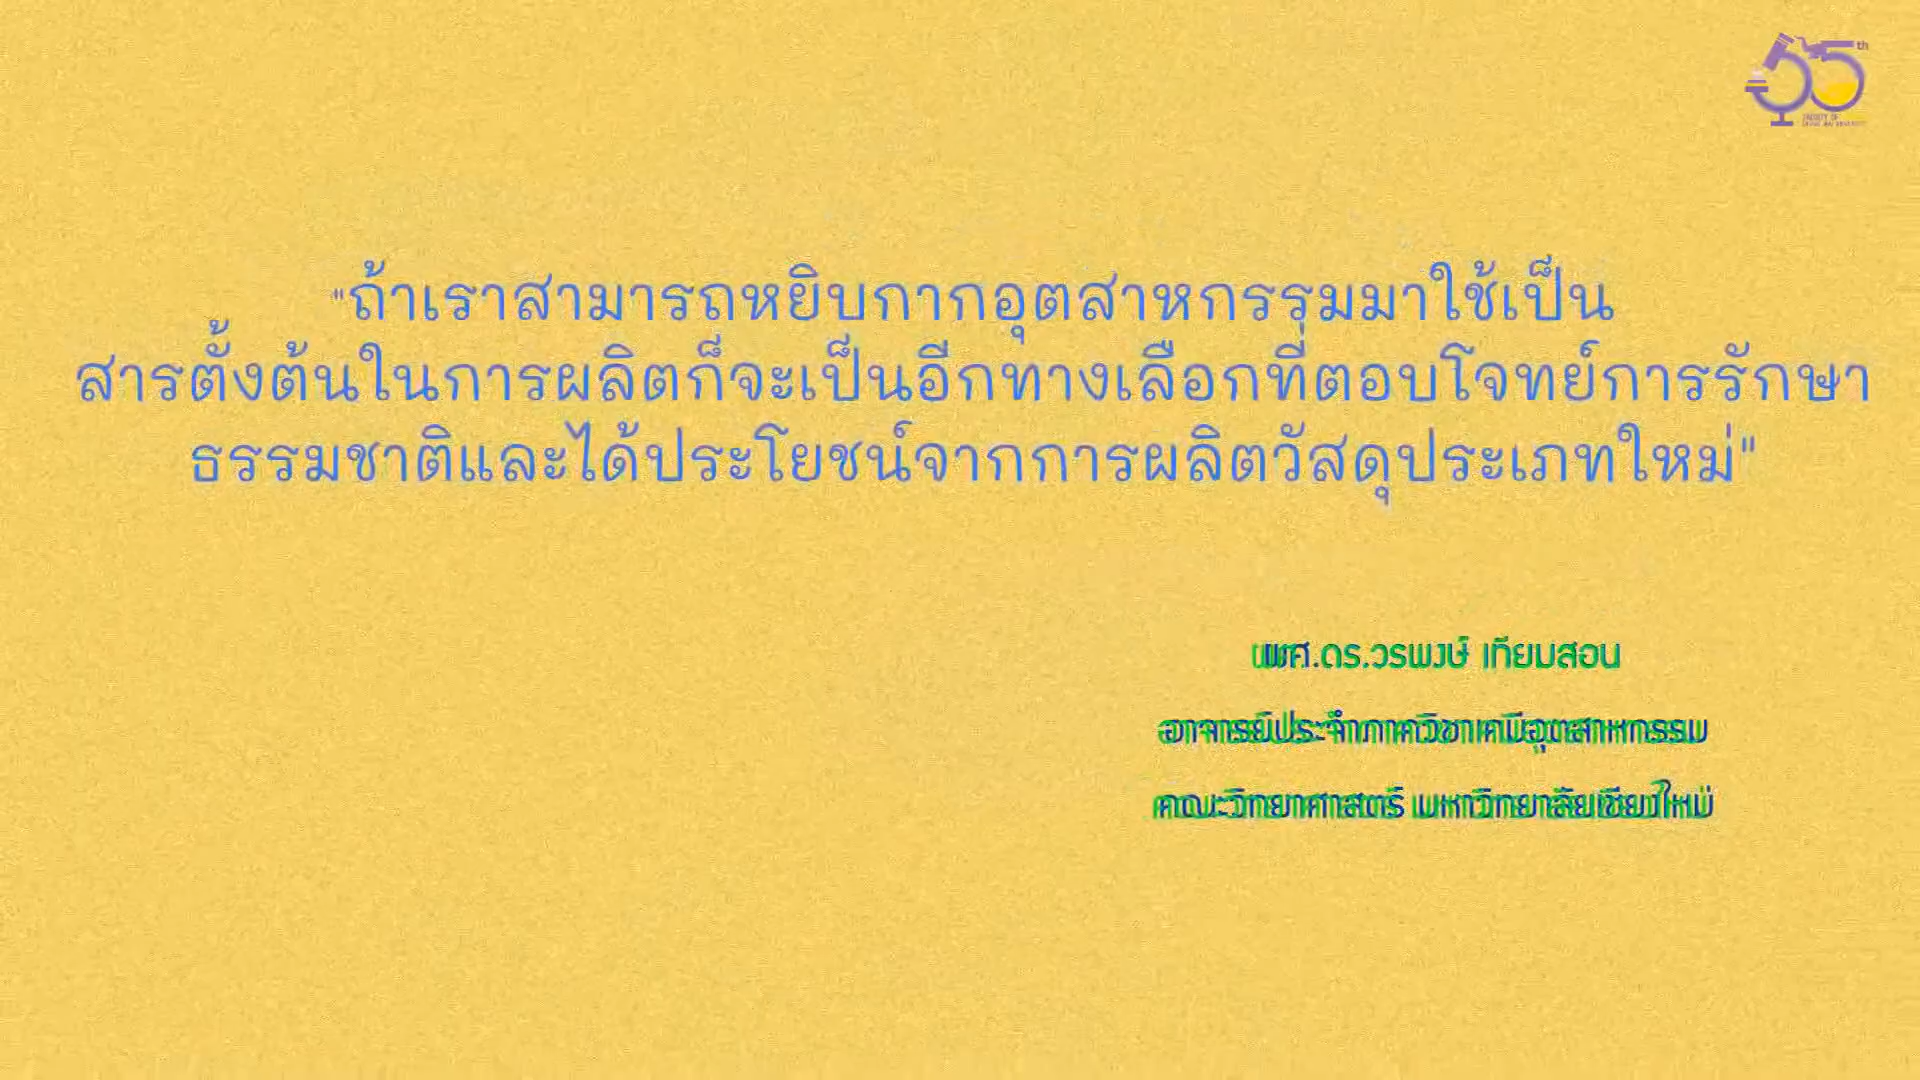 55th
"ถ้าเราสามารถหยิบกากอุตสาหกรรมมาใช้เป็น
สารตั้งต้นในการผลิตก็จะเป็นอีกทางเลือกที่ตอบโจทย์การรักษา
ธรรมชาติและได้ประโยชน์จากการผลิตวัสดุประเภทใหม่"
ผศ.ดร.วรพงษ์ เทียมสอน
อาจารย์ประจำภาควิชาเคมีอุตสาหกรรม
คณะวิทยาศาสตร์ มหาวิทยาลัยเชียงใหม่